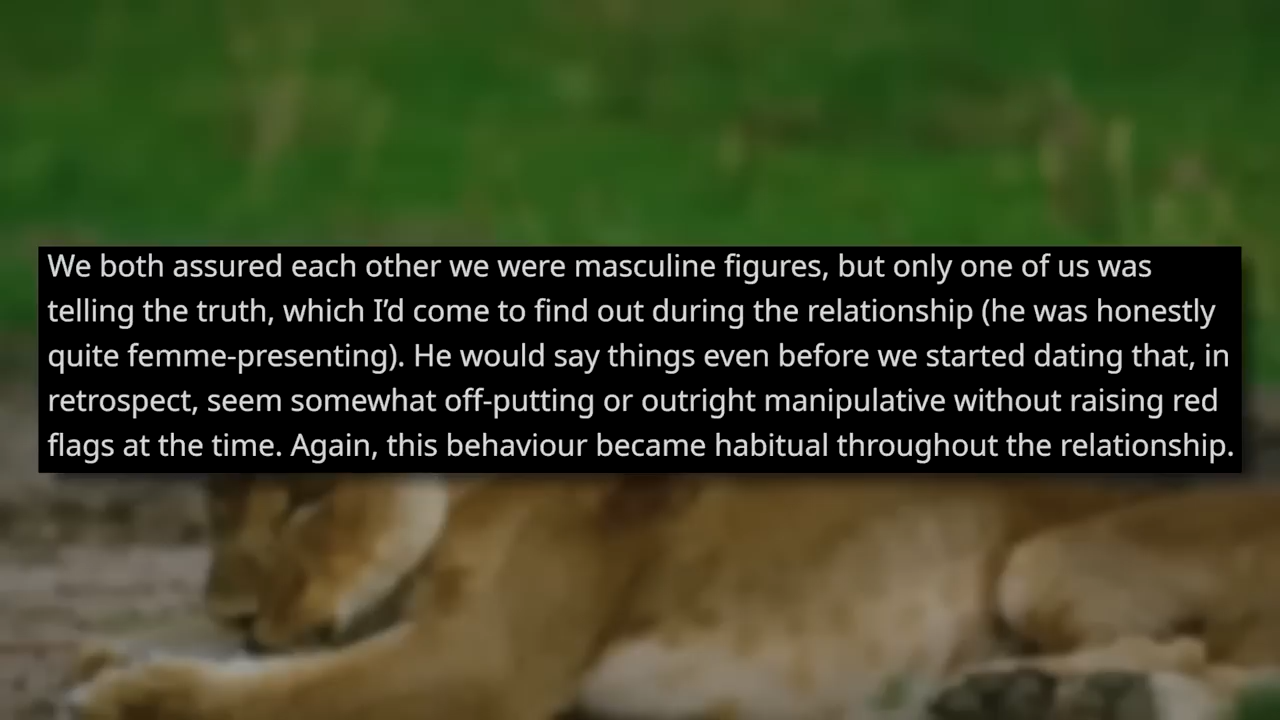 We both assured each other we were masculine figures, but only one of us was
telling the truth, which I’d come to find out during the relationship (he was honestly
quite femme-presenting). He would say things even before we started dating that, in
retrospect, seem somewhat off-putting or outright manipulative without raising red
flags at the time. Again, this behaviour became habitual throughout the relationship.